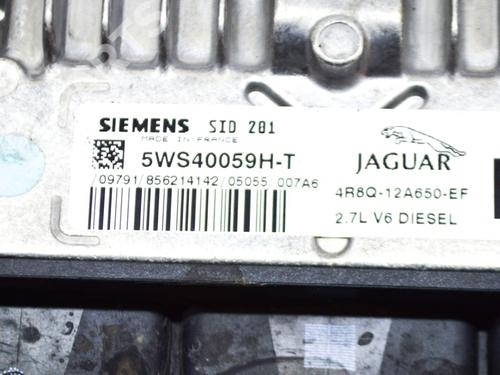 SIEMENS SID 201
MADE IN FRANCE
5WS40059H-T
/09791/856214142 /05055 007A6
JAGUAR
4R8Q-12A650-EF
2.7L V6 DIESEL